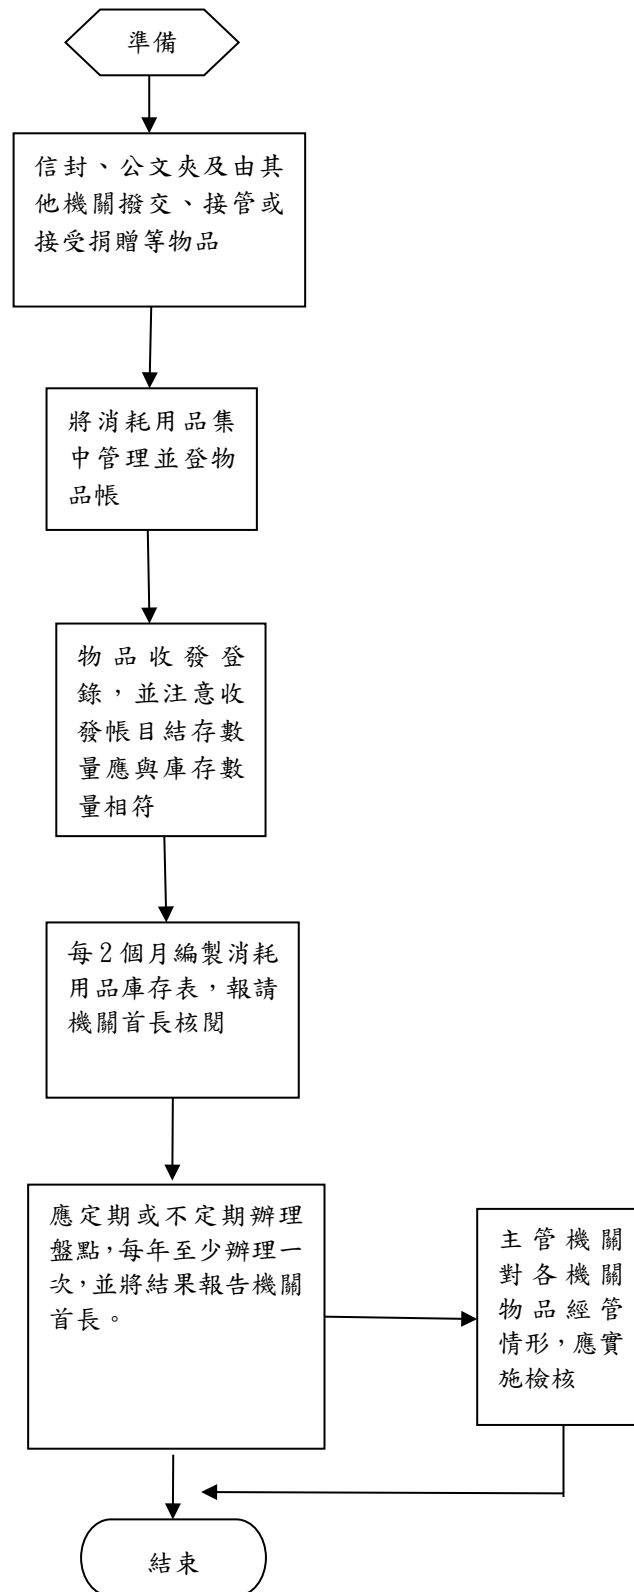 準備
信封、公文夾及由其
他機關撥交、接管或
接受捐贈等物品
將消耗用品集
中管理並登物
品帳
物品收發登
錄，並注意收
發帳目結存數
量應與庫存數
量相符
每2個月編製消耗
用品庫存表，報請
機關首長核閱
應定期或不定期辦理
盤點，每年至少辦理一
次，並將結果報告機關
首長。
主管機關
對各機關
物品經管
情形，應實
施檢核
結束